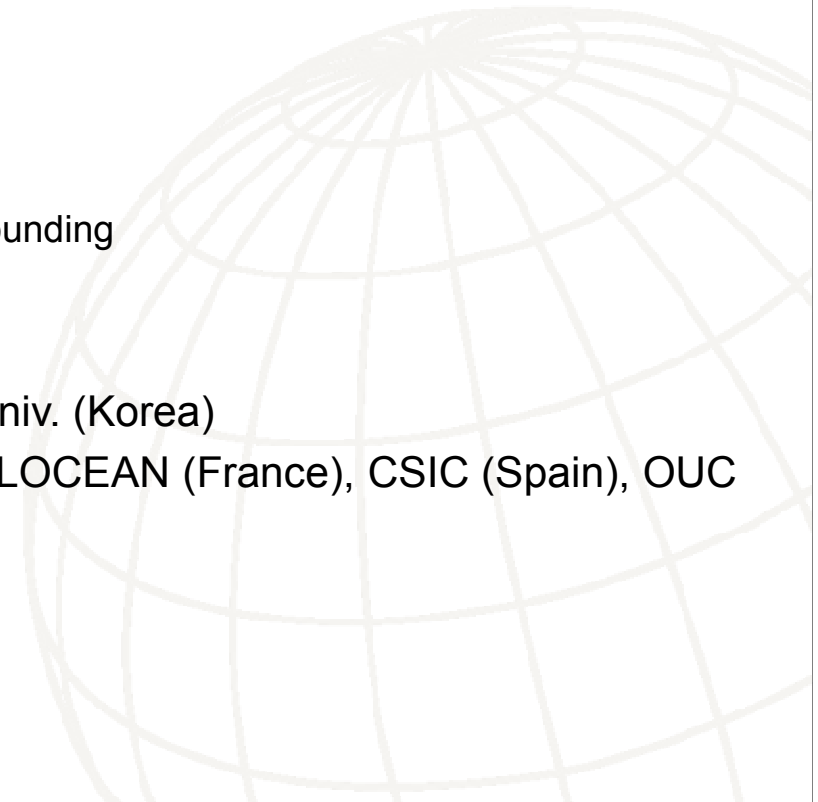 ounding
niv. (Korea)
LOCEAN (France), CSIC (Spain), OUC